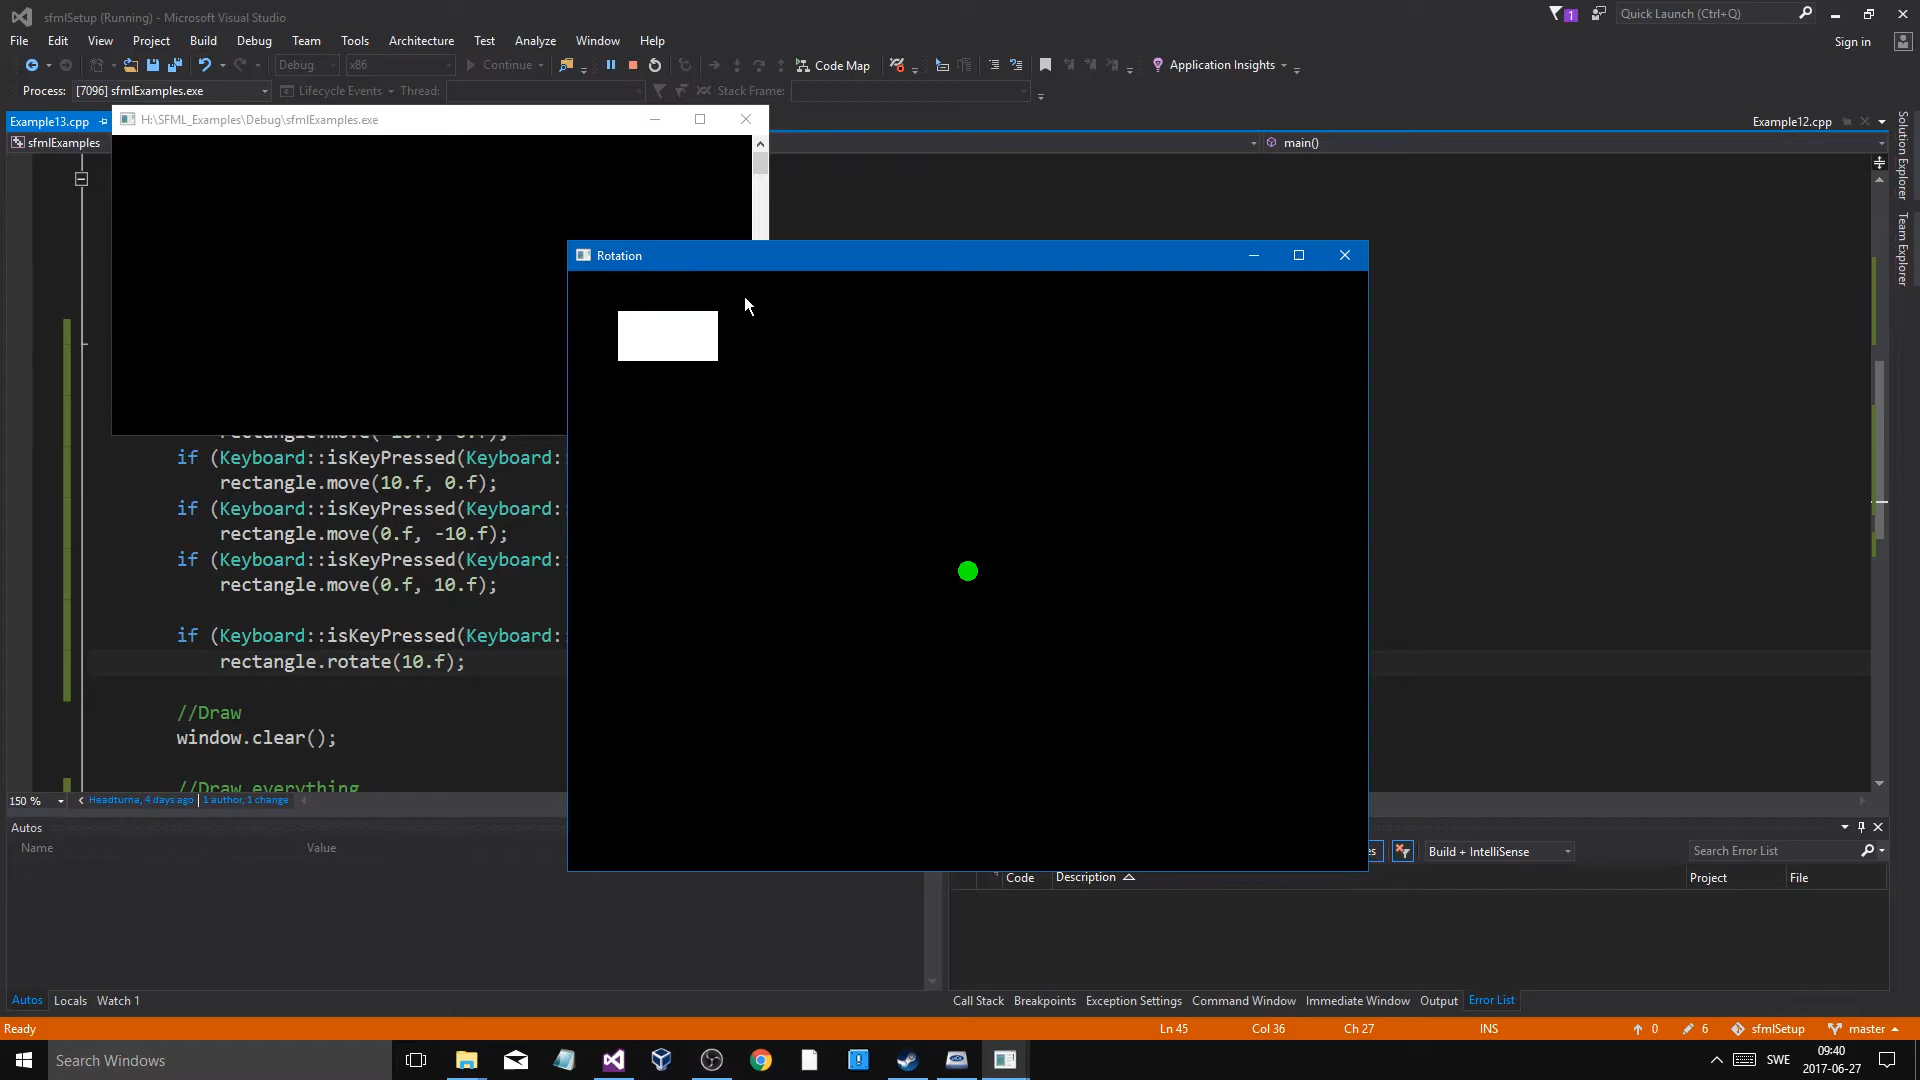 sfmlSetup (Running) - Microsoft Visual Studio
1
Quick Launch (Ctrl+Q)
File Edit View Project Build Debug Team Tools Architecture Test Analyze Window Help
Sign in
Debug x86 Continue Code Map Application Insights
Process: [7096] sfmlExamples.exe Lifecycle Events Thread: Stack Frame:
Example13.cpp
H:\SFML_Examples\Debug\sfmlExamples.exe
Example12.cpp
sfmlExamples
main()
Solution Explorer
Team Explorer
Rotation
if (Keyboard::isKeyPressed(Keyboard:
rectangle.move(10.f, 0.f);
if (Keyboard::isKeyPressed(Keyboard:
rectangle.move(0.f, -10.f);
if (Keyboard::isKeyPressed(Keyboard:
rectangle.move(0.f, 10.f);
if (Keyboard::isKeyPressed(Keyboard:
rectangle.rotate(10.f);
//Draw
window.clear();
//Draw everything
150 % Headturna, 4 days ago | 1 author, 1 change
Autos
Name Value
Build + IntelliSense
Search Error List
Code Description Project File
Autos Locals Watch 1
Call Stack Breakpoints Exception Settings Command Window Immediate Window Output Error List
Ready Ln 45 Col 36 Ch 27 INS 0 6 sfmlSetup master
Search Windows
SWE
09:40
2017-06-27